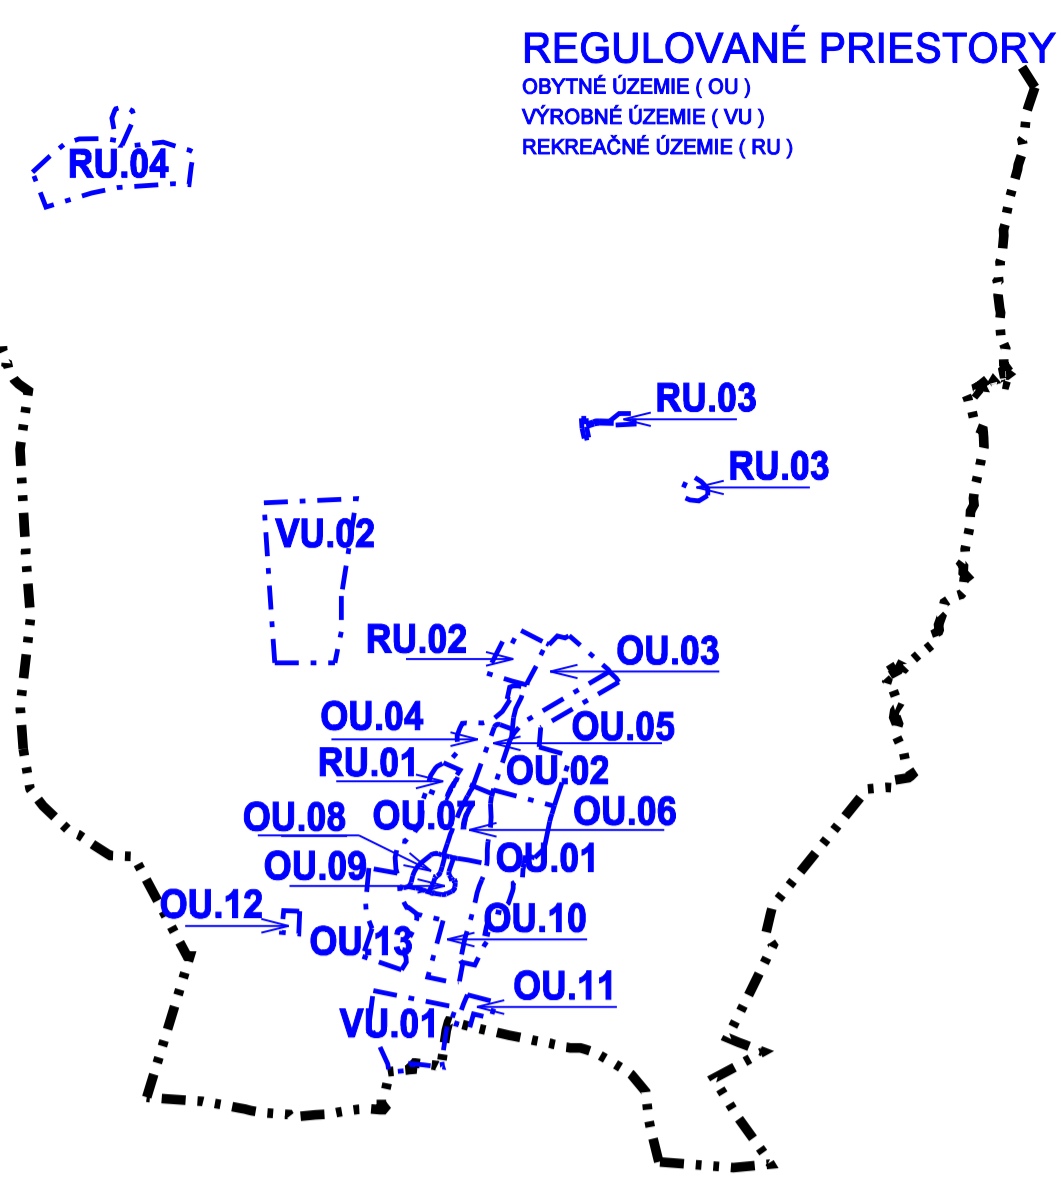 REGULOVANÉ PRIESTORY
OBYTNÉ ÚZEMIE ( OU )
VÝROBNÉ ÚZEMIE ( VU )
REKREAČNÉ ÚZEMIE ( RU )
RU.04
RU.03
RU.03
VU.02
RU.02
OU.03
OU.04
OU.05
RU.01
OU.02
OU.08
OU.07
OU.06
OU.09
OU.01
OU.12
OU.10
OU.13
OU.11
VU.01